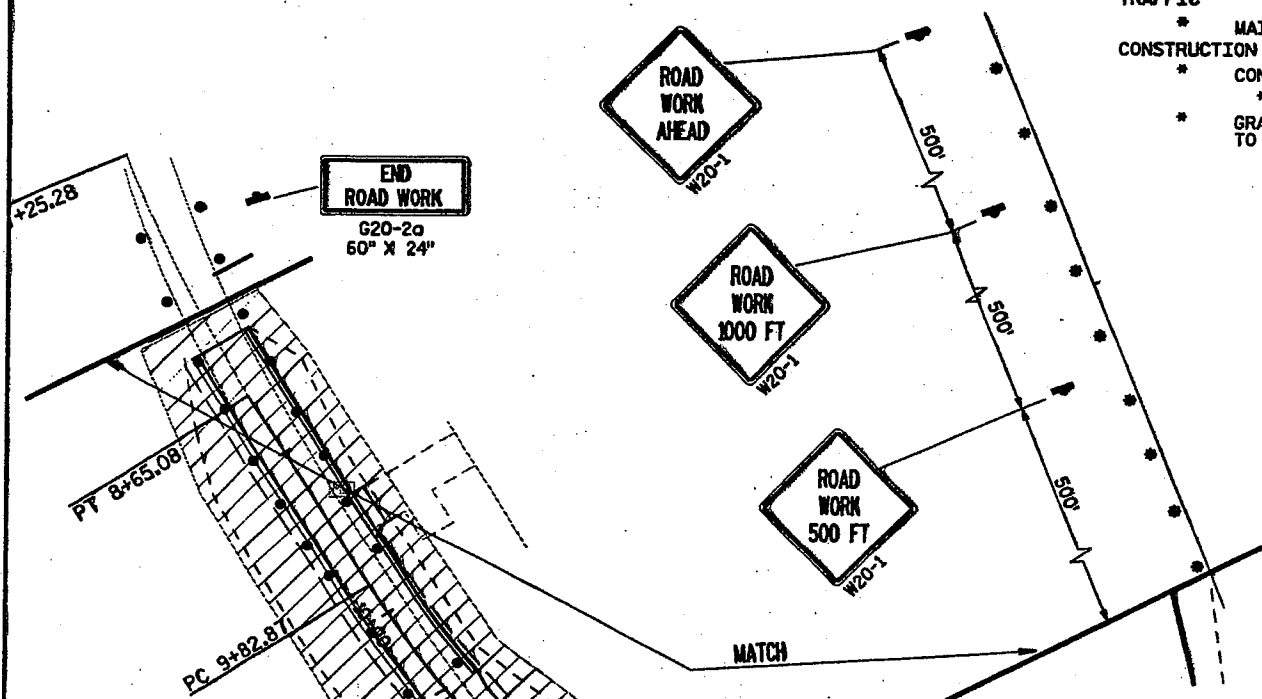 TRAFFIC
*
CONSTRUCTION
*
*
*
TO
ROAD
WORK
AHEAD
W20-1
500'
END
ROAD WORK
G20-2a
60" X 24"
+25.28
ROAD
WORK
1000 FT
W20-1
500'
PT 8+65.08
ROAD
WORK
500 FT
W20-1
500'
PC 9+82.87
MATCH